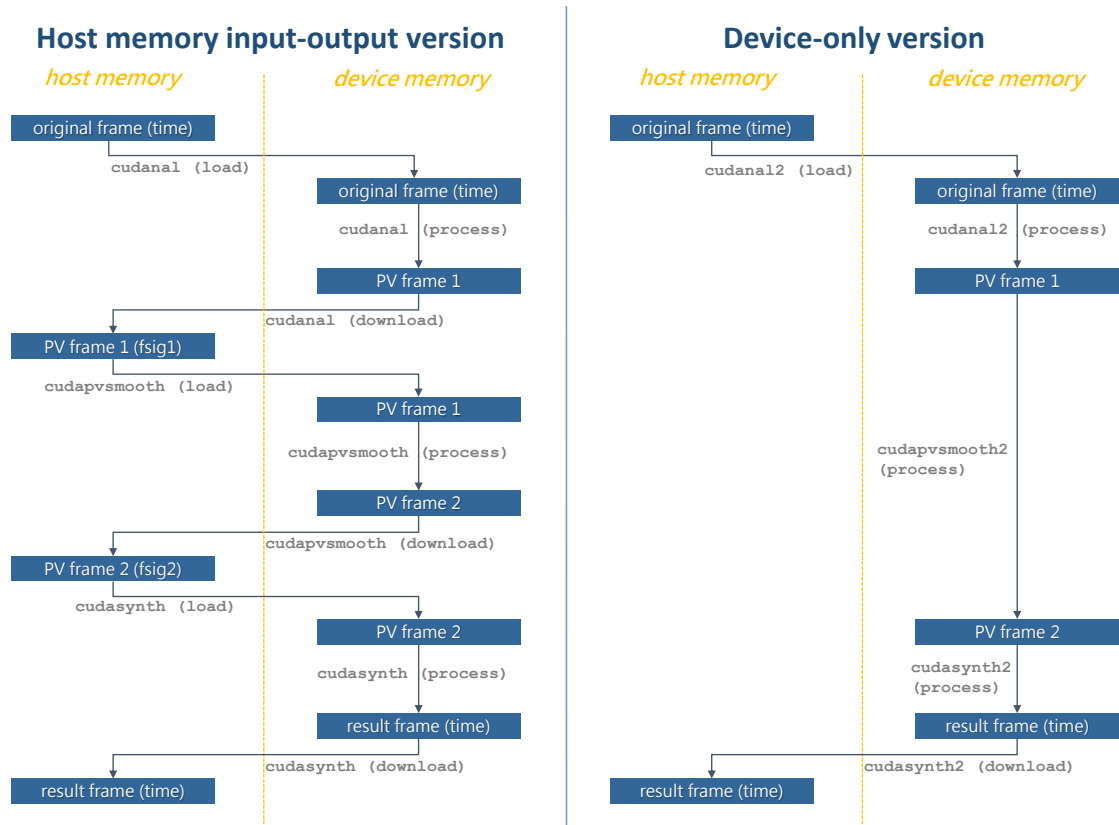 Host memory input-output version
host memory
device memory
original frame (time)
cudanal (load)
original frame (time)
cudanal (process)
PV frame 1
cudanal (download)
PV frame 1 (fsig1)
cudapvsmooth (load)
PV frame 1
cudapvsmooth (process)
PV frame 2
cudapvsmooth (download)
PV frame 2 (fsig2)
cudasynth (load)
PV frame 2
cudasynth (process)
result frame (time)
cudasynth (download)
result frame (time)
Device-only version
host memory
device memory
original frame (time)
cudanal2 (load)
original frame (time)
cudanal2 (process)
PV frame 1
cudapvsmooth2
(process)
PV frame 2
cudasynth2
(process)
result frame (time)
cudasynth2 (download)
result frame (time)